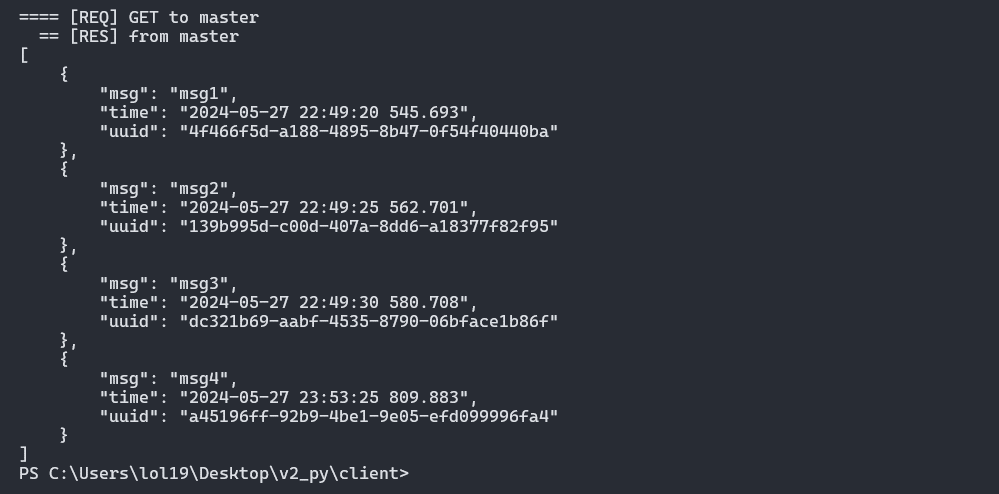 ==== [REQ] GET to master
  == [RES] from master
[
    {
        "msg": "msg1",
        "time": "2024-05-27 22:49:20 545.693",
        "uuid": "4f466f5d-a188-4895-8b47-0f54f40440ba"
    },
    {
        "msg": "msg2",
        "time": "2024-05-27 22:49:25 562.701",
        "uuid": "139b995d-c00d-407a-8dd6-a18377f82f95"
    },
    {
        "msg": "msg3",
        "time": "2024-05-27 22:49:30 580.708",
        "uuid": "dc321b69-aabf-4535-8790-06bface1b86f"
    },
    {
        "msg": "msg4",
        "time": "2024-05-27 23:53:25 809.883",
        "uuid": "a45196ff-92b9-4be1-9e05-efd099996fa4"
    }
]
PS C:\Users\lol19\Desktop\v2_py\client>